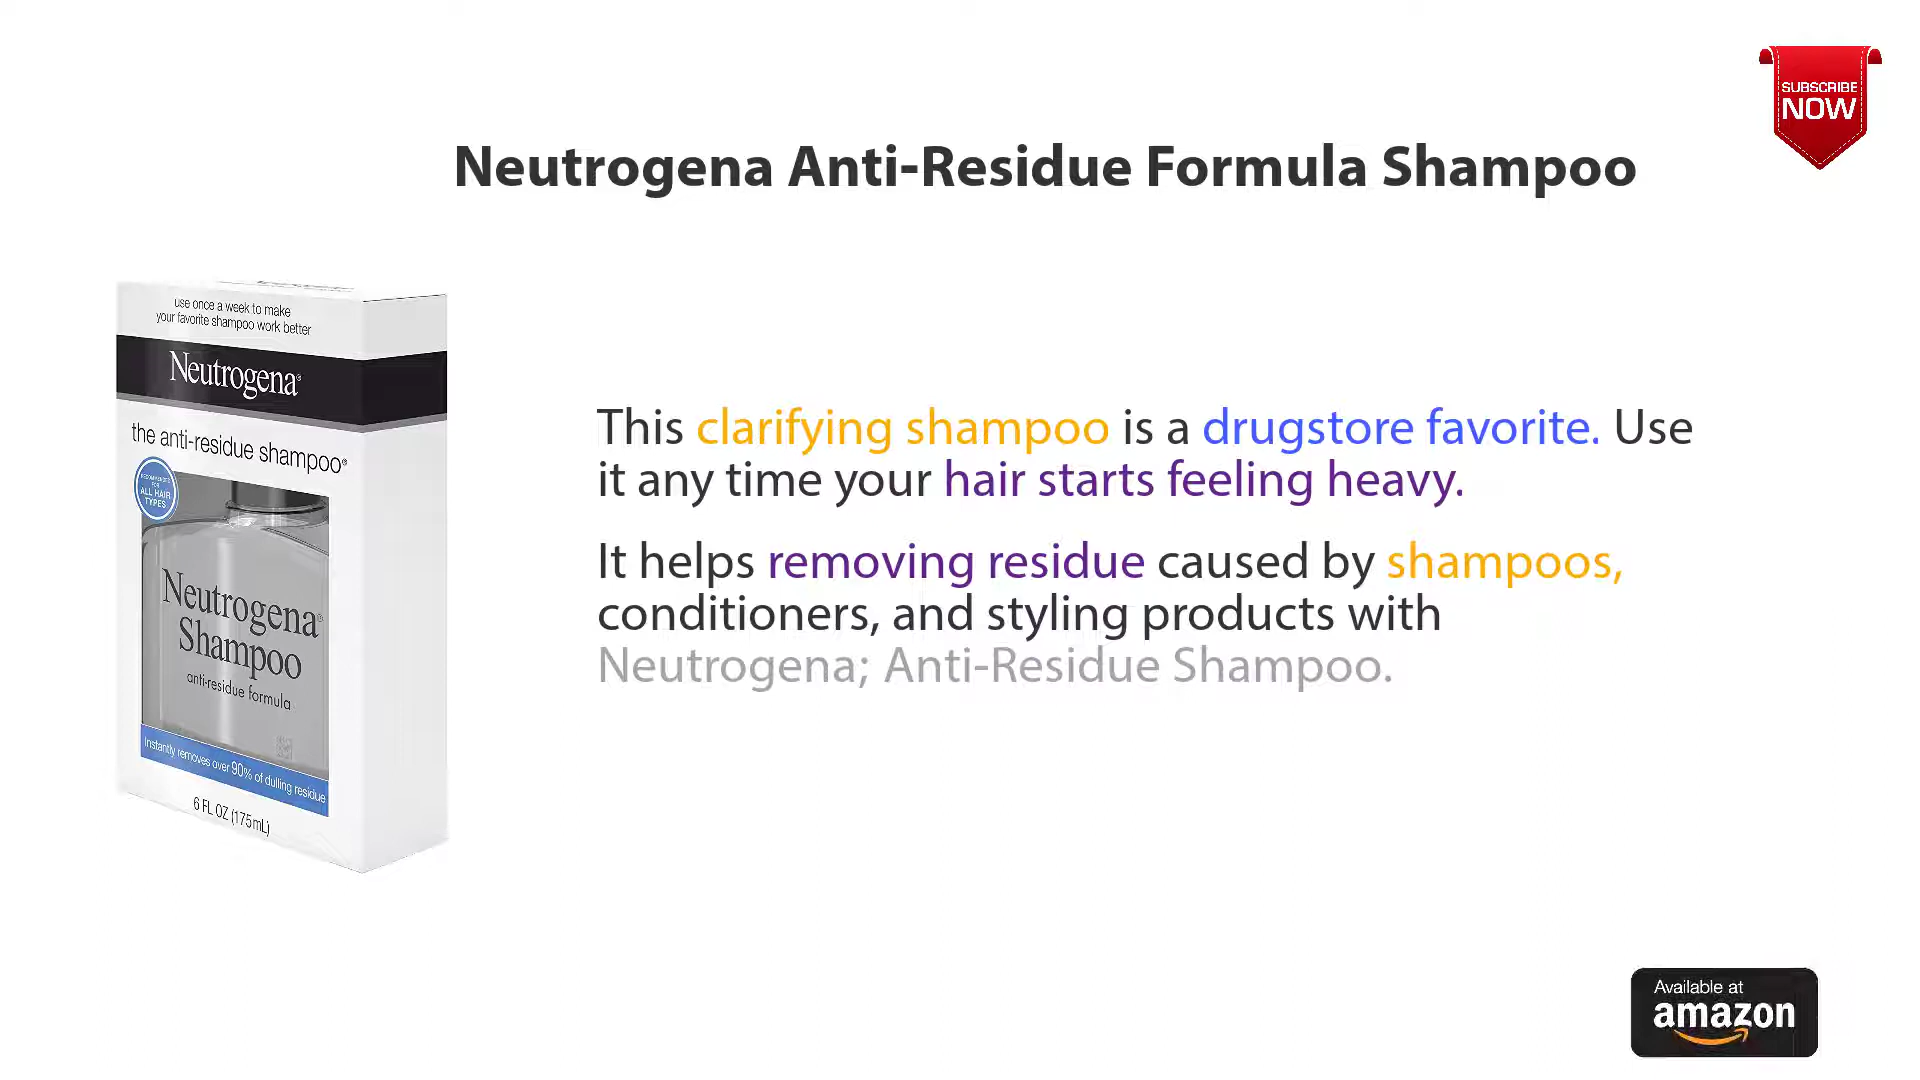 SUBSCRIBE
NOW
Neutrogena Anti-Residue Formula Shampoo
use once a week to make
your favorite shampoo work better
Neutrogena®
the anti-residue shampoo®
RECOMMENDED
FOR
ALL HAIR
TYPES
Neutrogena®
Shampoo
anti-residue formula
Instantly removes over 90% of dulling residue
6 FL OZ (175mL)
This clarifying shampoo is a drugstore favorite. Use
it any time your hair starts feeling heavy.
It helps removing residue caused by shampoos,
conditioners, and styling products with
Neutrogena; Anti-Residue Shampoo.
Available at
amazon